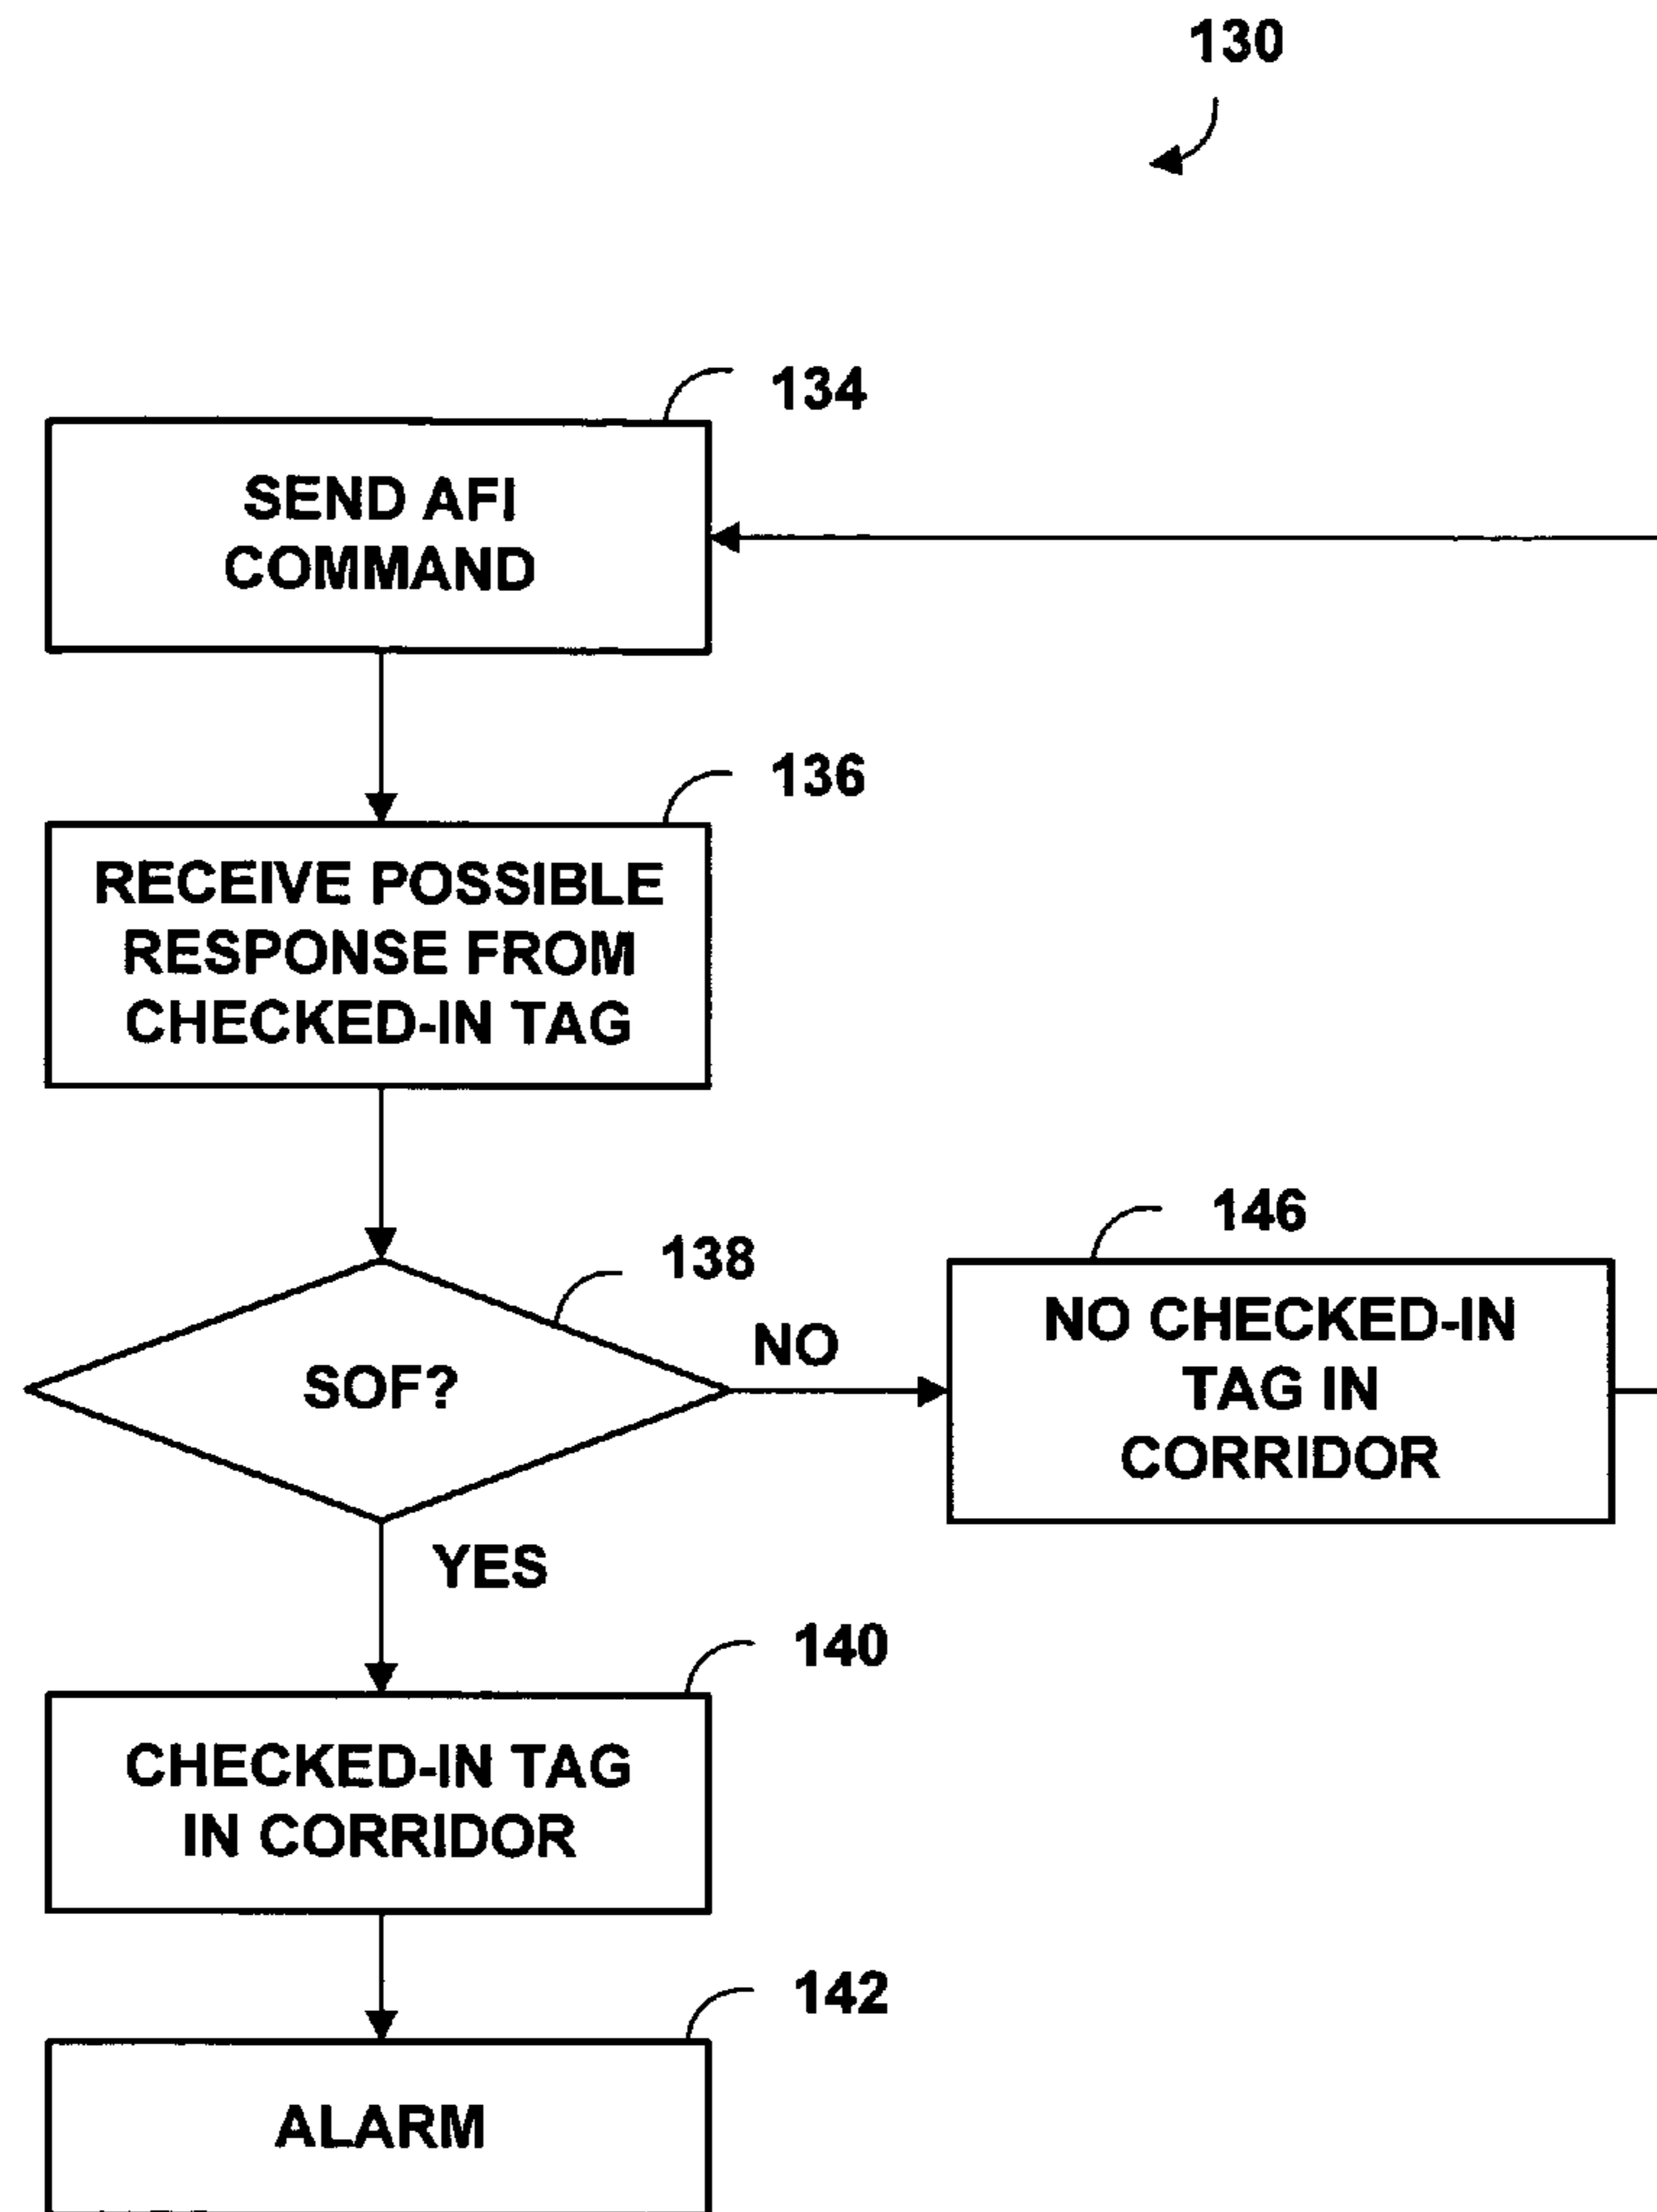 130
134
SEND AFI
COMMAND
136
RECEIVE POSSIBLE
RESPONSE FROM
CHECKED-IN TAG
138
SOF?
NO
146
NO CHECKED-IN
TAG IN
CORRIDOR
YES
140
CHECKED-IN TAG
IN CORRIDOR
142
ALARM